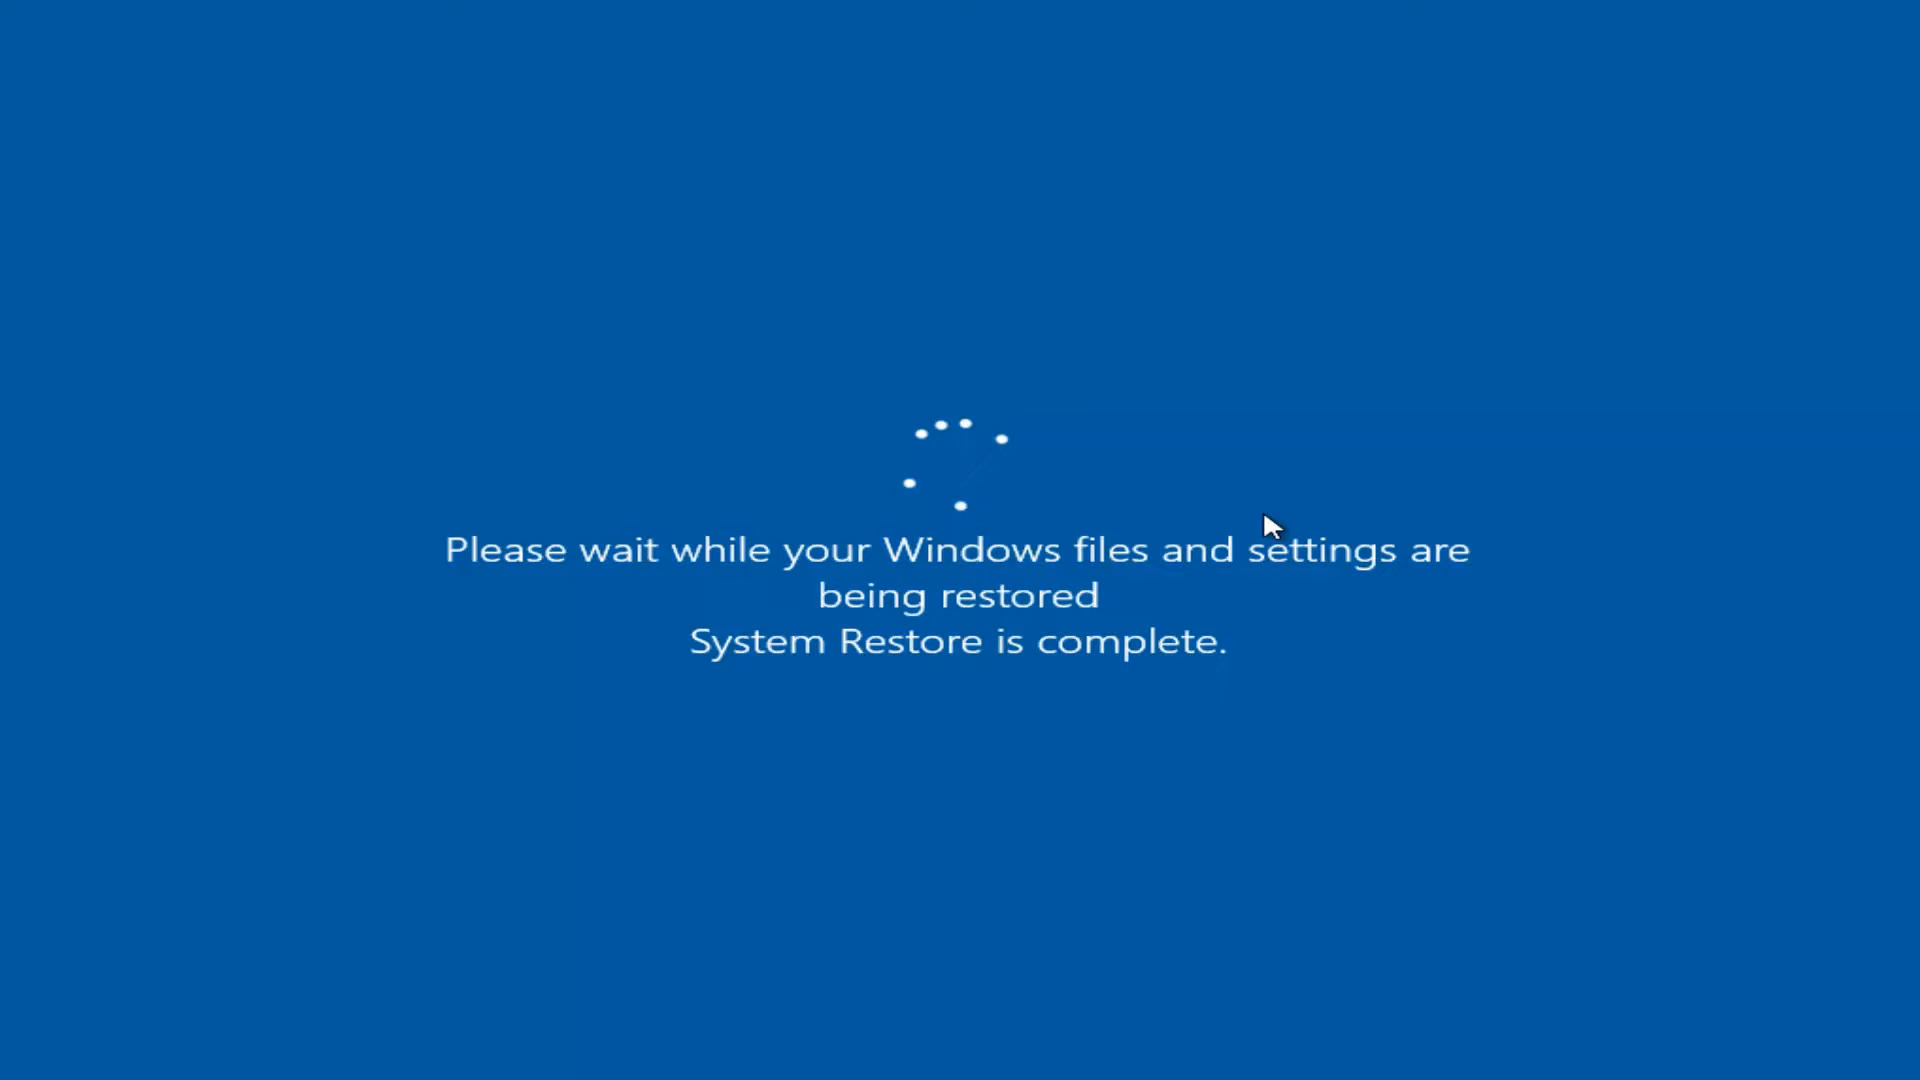 Please wait while your Windows files and settings are
being restored
System Restore is complete.